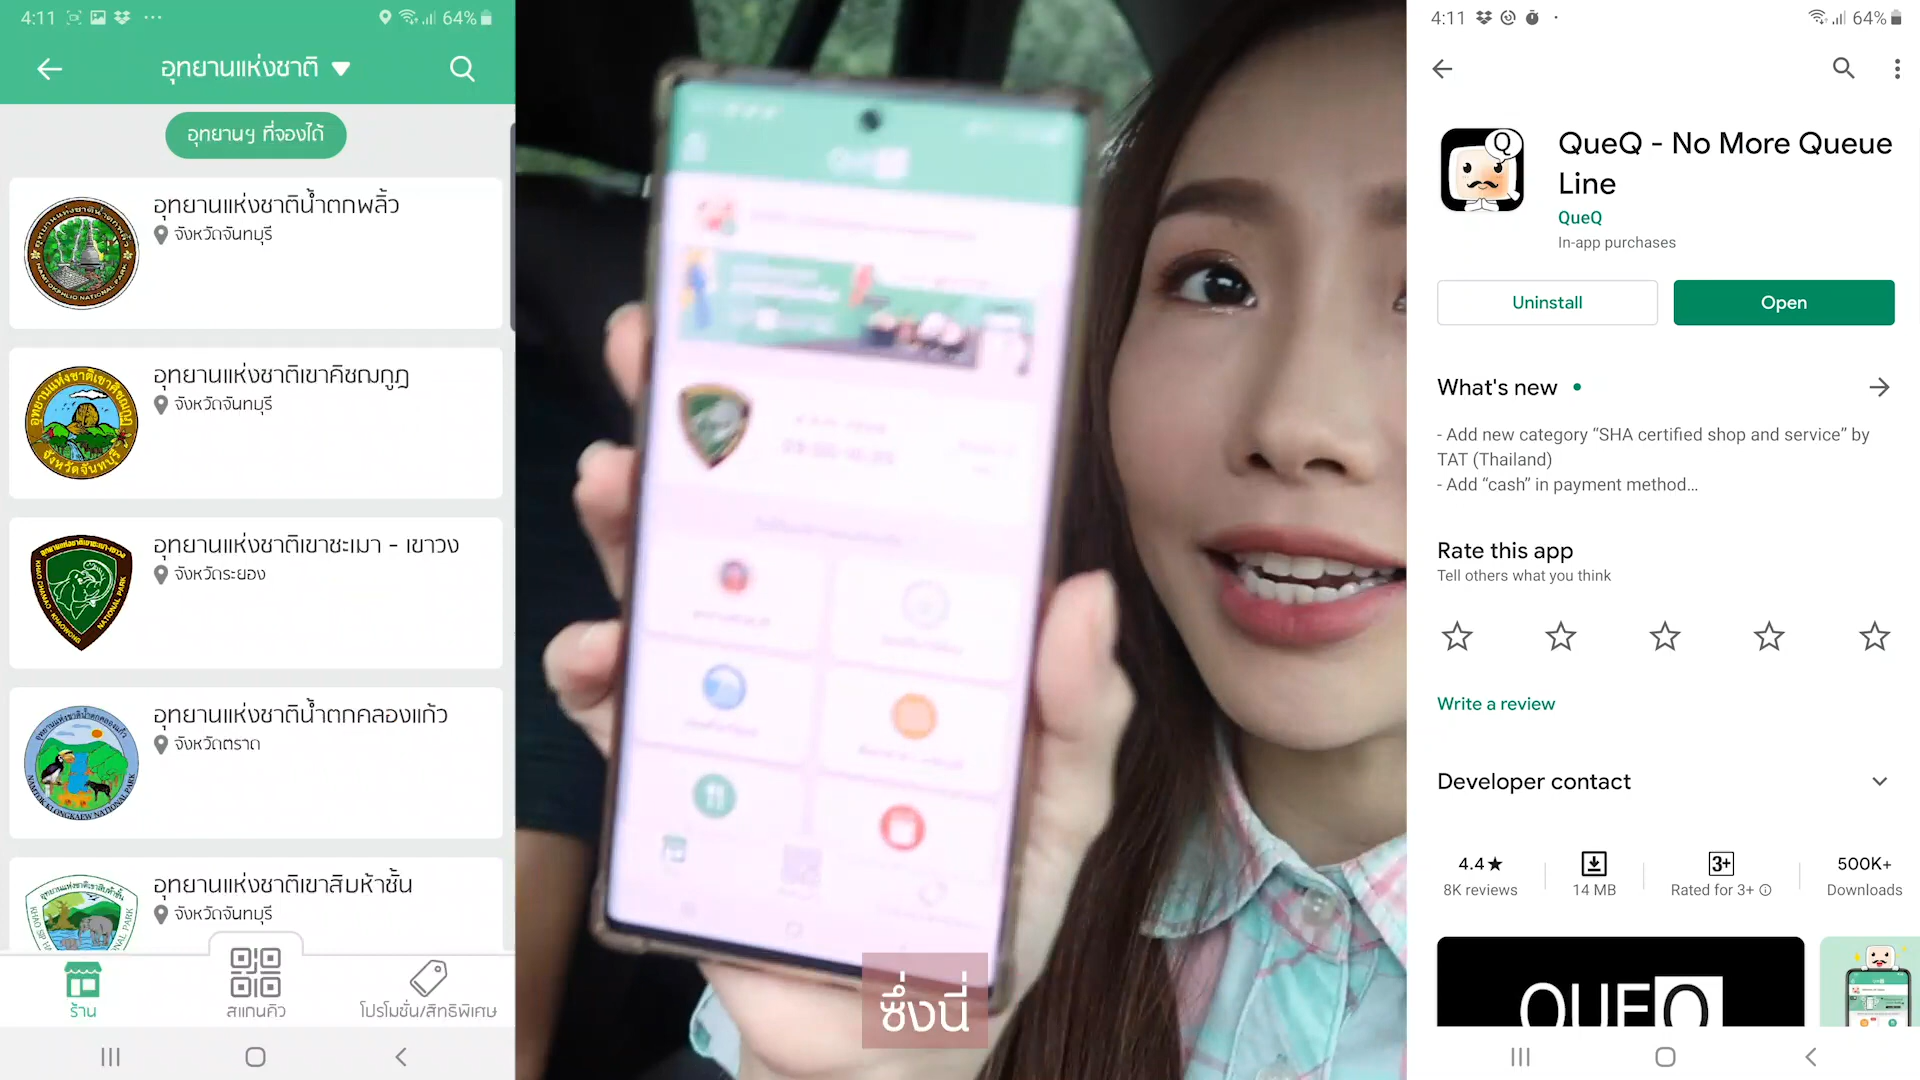 4:11
64%
อุทยานแห่งชาติ
อุทยานฯ ที่จองได้
อุทยานแห่งชาติน้ำตกพลิ้ว
จังหวัดจันทบุรี
อุทยานแห่งชาติเขาคิชฌกูฏ
จังหวัดจันทบุรี
อุทยานแห่งชาติเขาชะเมา - เขาวง
จังหวัดระยอง
อุทยานแห่งชาติน้ำตกคลองแก้ว
จังหวัดตราด
อุทยานแห่งชาติเขาสิบห้าชั้น
จังหวัดจันทบุรี
ร้าน
สแกนคิว
โปรโมชั่น/สิทธิพิเศษ
ซึ่งนี่
4:11
64%
Q
QueQ - No More Queue
Line
QueQ
In-app purchases
Uninstall
Open
What's new
- Add new category “SHA certified shop and service” by
TAT (Thailand)
- Add “cash” in payment method...
Rate this app
Tell others what you think
Write a review
Developer contact
4.4★
8K reviews
14 MB
3+
Rated for 3+
500K+
Downloads
QUEQ